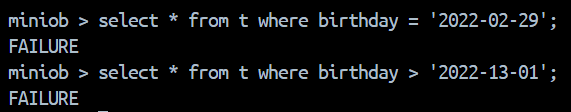 miniob > select * from t where birthday = '2022-02-29';
FAILURE
miniob > select * from t where birthday > '2022-13-01';
FAILURE